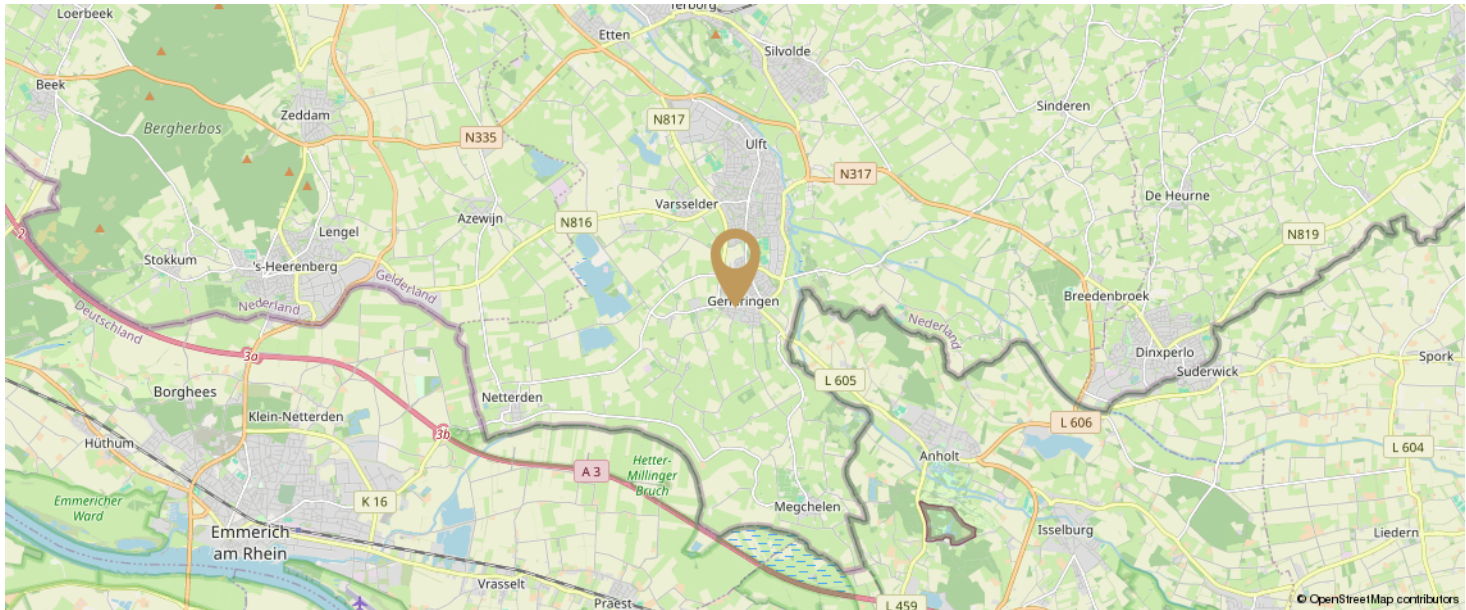 Loerbeek
Terborg
Etten
Silvolde
Beek
Zeddam
Bergherbos
N335
N817
Ulft
Sinderen
N317
De Heurne
Varsselder
Azewijn
N816
N819
Lengel
Stokkum
's-Heerenberg
2
Gelderland
Nederland
Deutschland
Gendringen
Breedenbroek
Nederland
Dinxperlo
Suderwick
Spork
3a
L 605
Borghees
Netterden
Klein-Netterden
3b
L 606
Hüthum
Anholt
L 604
Hetter-
Millinger
Bruch
A 3
K 16
Emmericher
Ward
Megchelen
Emmerich
am Rhein
Isselburg
Liedern
Vrasselt
Praest
L 459
© OpenStreetMap contributors